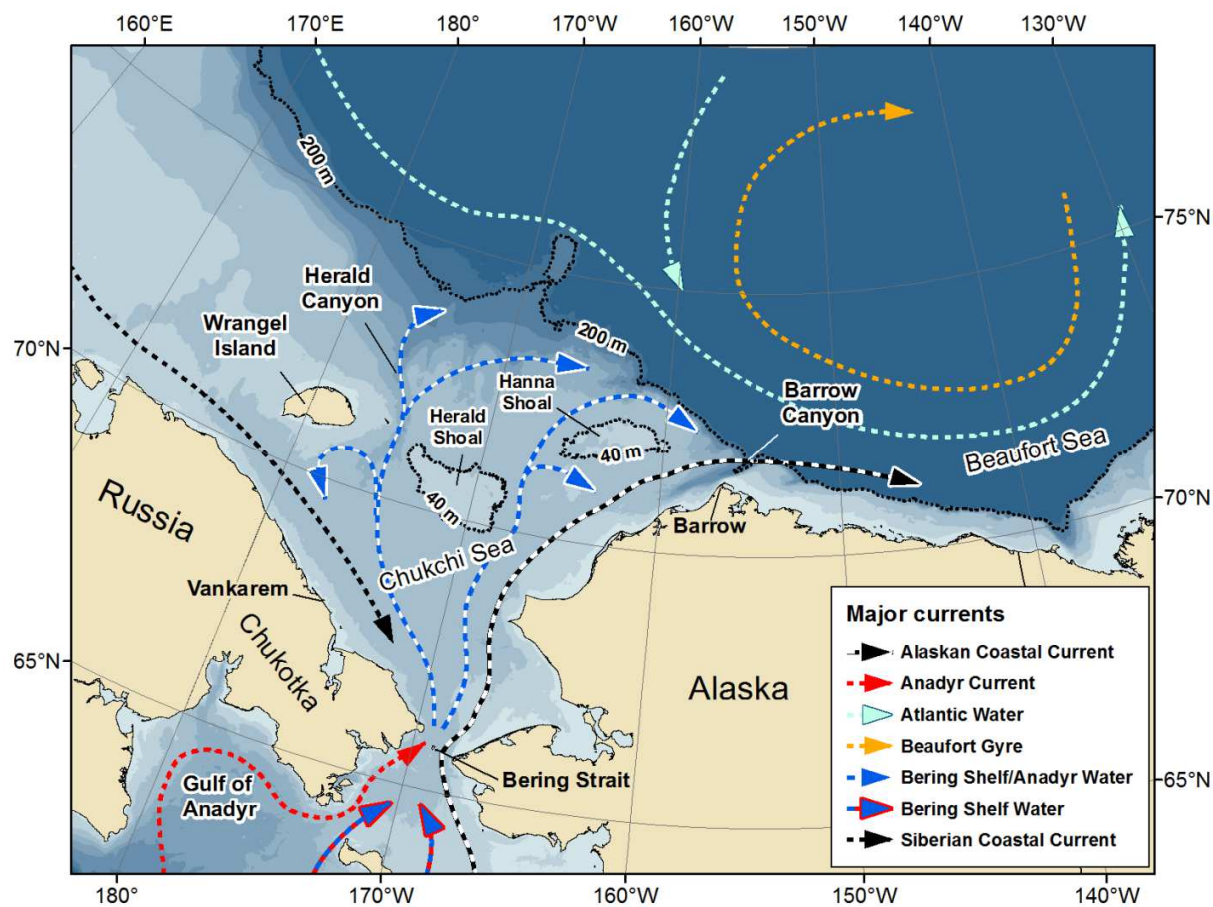 160°E 170°E 180° 170°W 160°W 150°W 140°W 130°W
200 m
75°N
Herald
Canyon
Wrangel
Island
70°N
200 m
Hanna
Shoal
Barrow
Canyon
Herald
Shoal
40 m
40 m
Beaufort Sea
70°N
Russia
Barrow
Chukchi Sea
Vankarem
Chukotka
65°N
Alaska
Bering Strait
Gulf of
Anadyr
65°N
Major currents
Alaskan Coastal Current
Anadyr Current
Atlantic Water
Beaufort Gyre
Bering Shelf/Anadyr Water
Bering Shelf Water
Siberian Coastal Current
180° 170°W 160°W 150°W 140°W